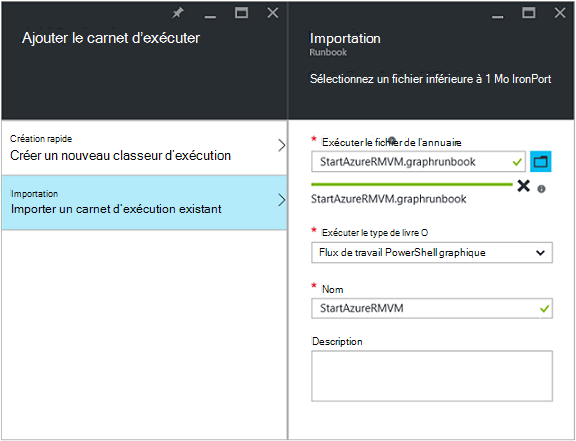 Ajouter le carnet d'exécuter
Création rapide
Créer un nouveau classeur d'exécution
Importation
Importer un carnet d'exécution existant
Importation
Runbook
Sélectionnez un fichier inférieure à 1 Mo IronPort
* Exécuter le fichier de l'annuaire
StartAzureRMVM.graphrunbook
StartAzureRMVM.graphrunbook
* Exécuter le type de livre O
Flux de travail PowerShell graphique
* Nom
StartAzureRMVM
Description